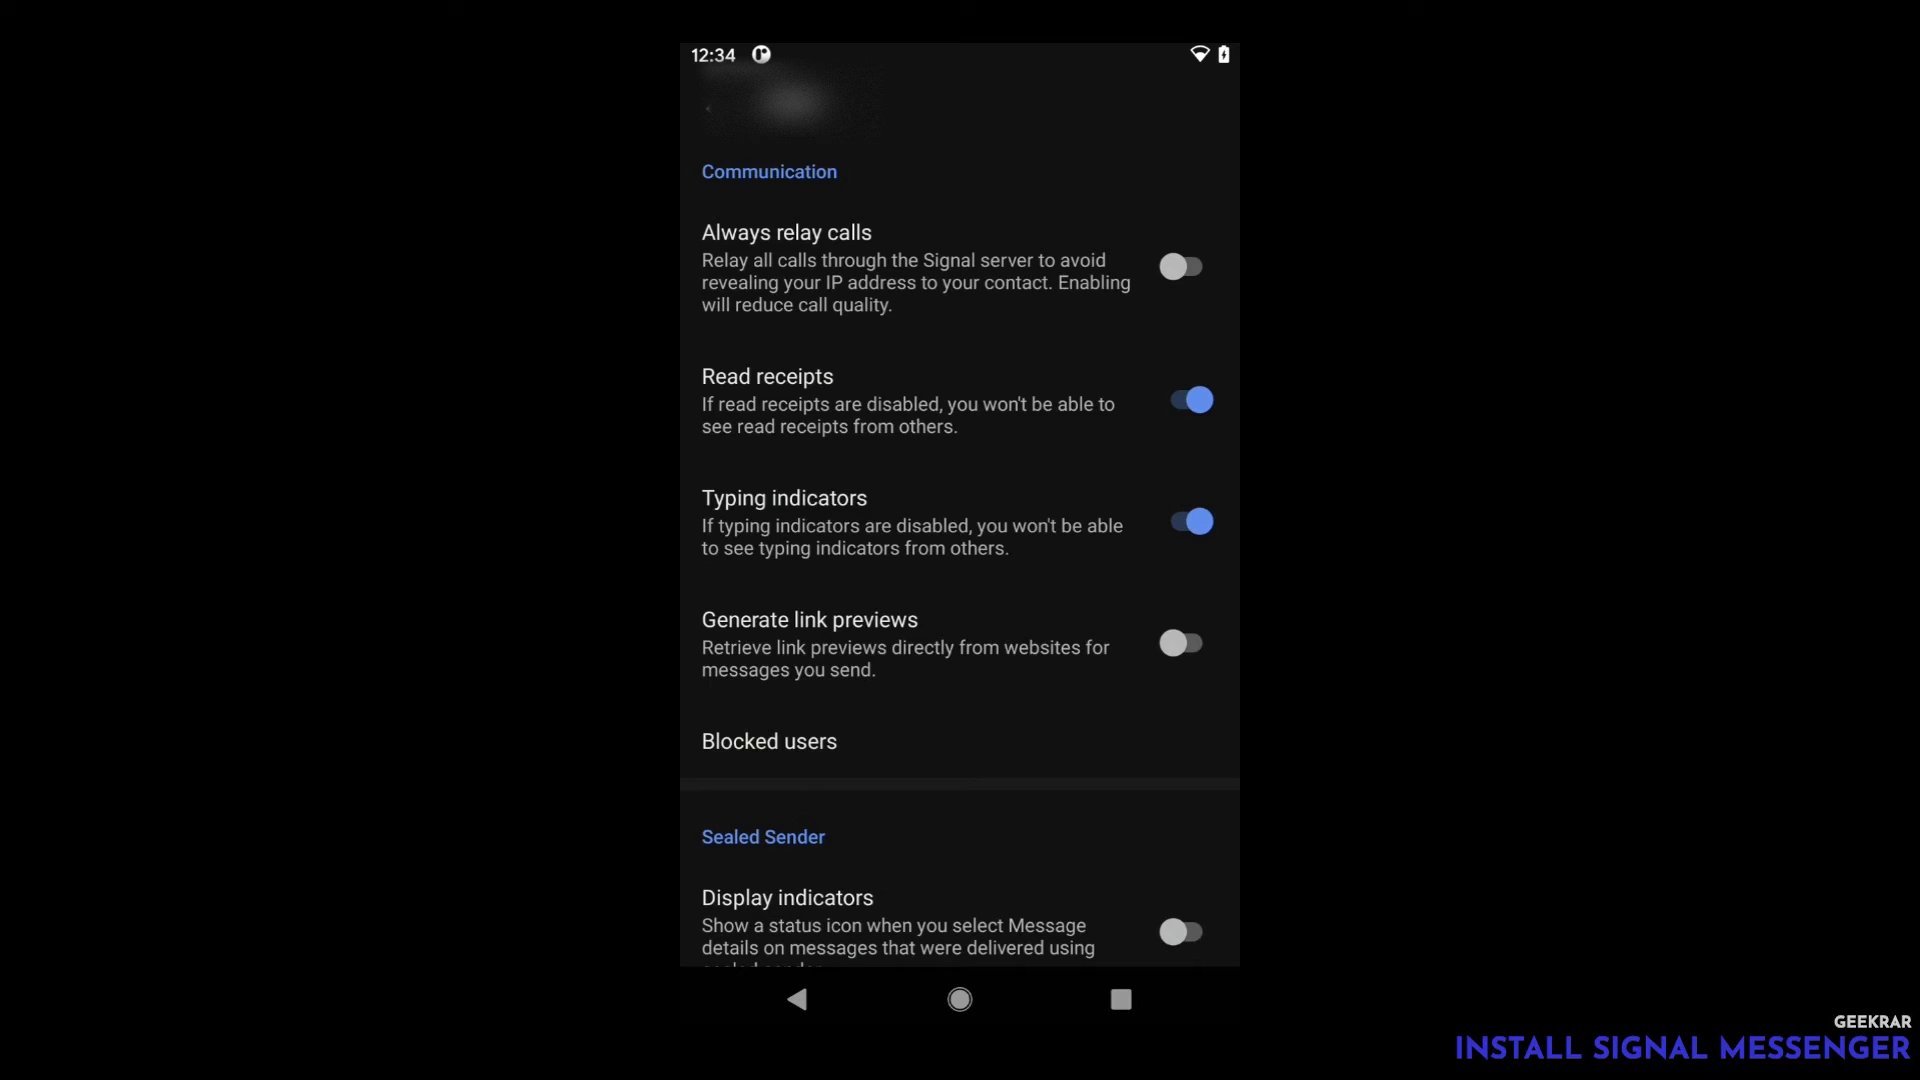 12:34
Communication
Always relay calls
Relay all calls through the Signal server to avoid
revealing your IP address to your contact. Enabling
will reduce call quality.
Read receipts
If read receipts are disabled, you won't be able to
see read receipts from others.
Typing indicators
If typing indicators are disabled, you won't be able
to see typing indicators from others.
Generate link previews
Retrieve link previews directly from websites for
messages you send.
Blocked users
Sealed Sender
Display indicators
Show a status icon when you select Message
details on messages that were delivered using
GEEKRAR
INSTALL SIGNAL MESSENGER